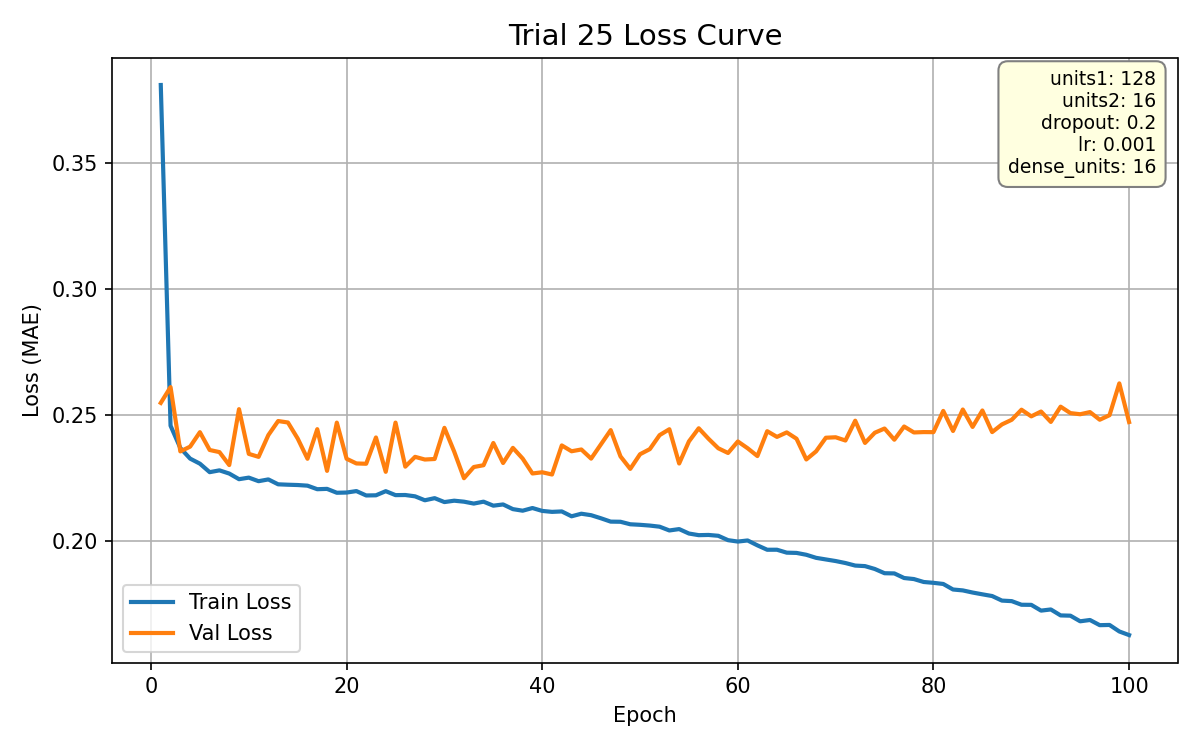 Trial 25 Loss Curve
units1: 128
units2: 16
dropout: 0.2
lr: 0.001
dense_units: 16
Loss (MAE)
0.35
0.30
0.25
0.20
Train Loss
Val Loss
0
20
40
60
80
100
Epoch